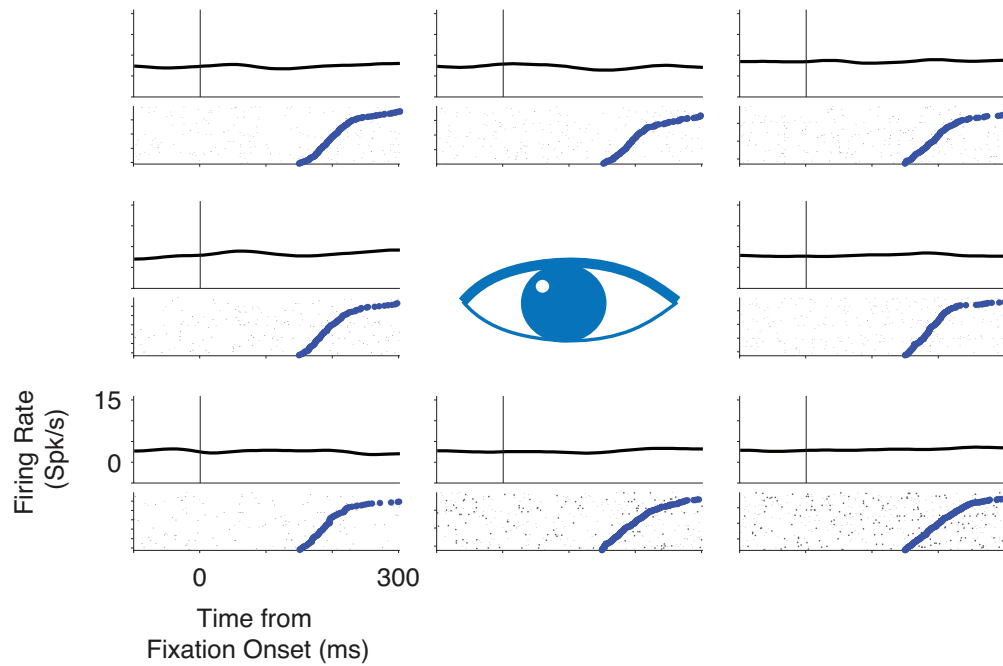 15
0
Firing Rate
(Spk/s)
0 300
Time from
Fixation Onset (ms)